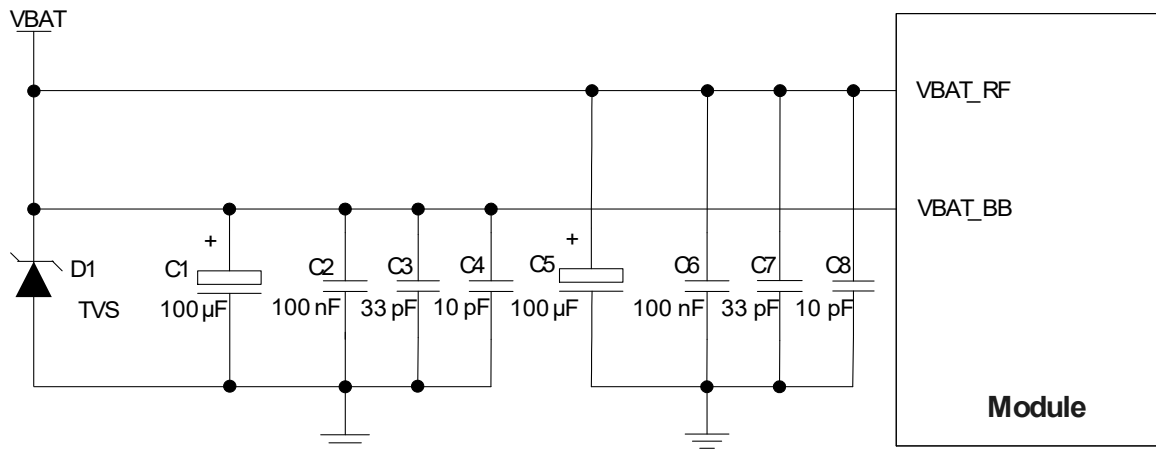 VBAT
VBAT_RF
VBAT_BB
+
+
D1
C1
C2
C3
C4
C5
C6
C7
C8
TVS
100 µF
100 nF
33 pF
10 pF
100 µF
100 nF
33 pF
10 pF
Module